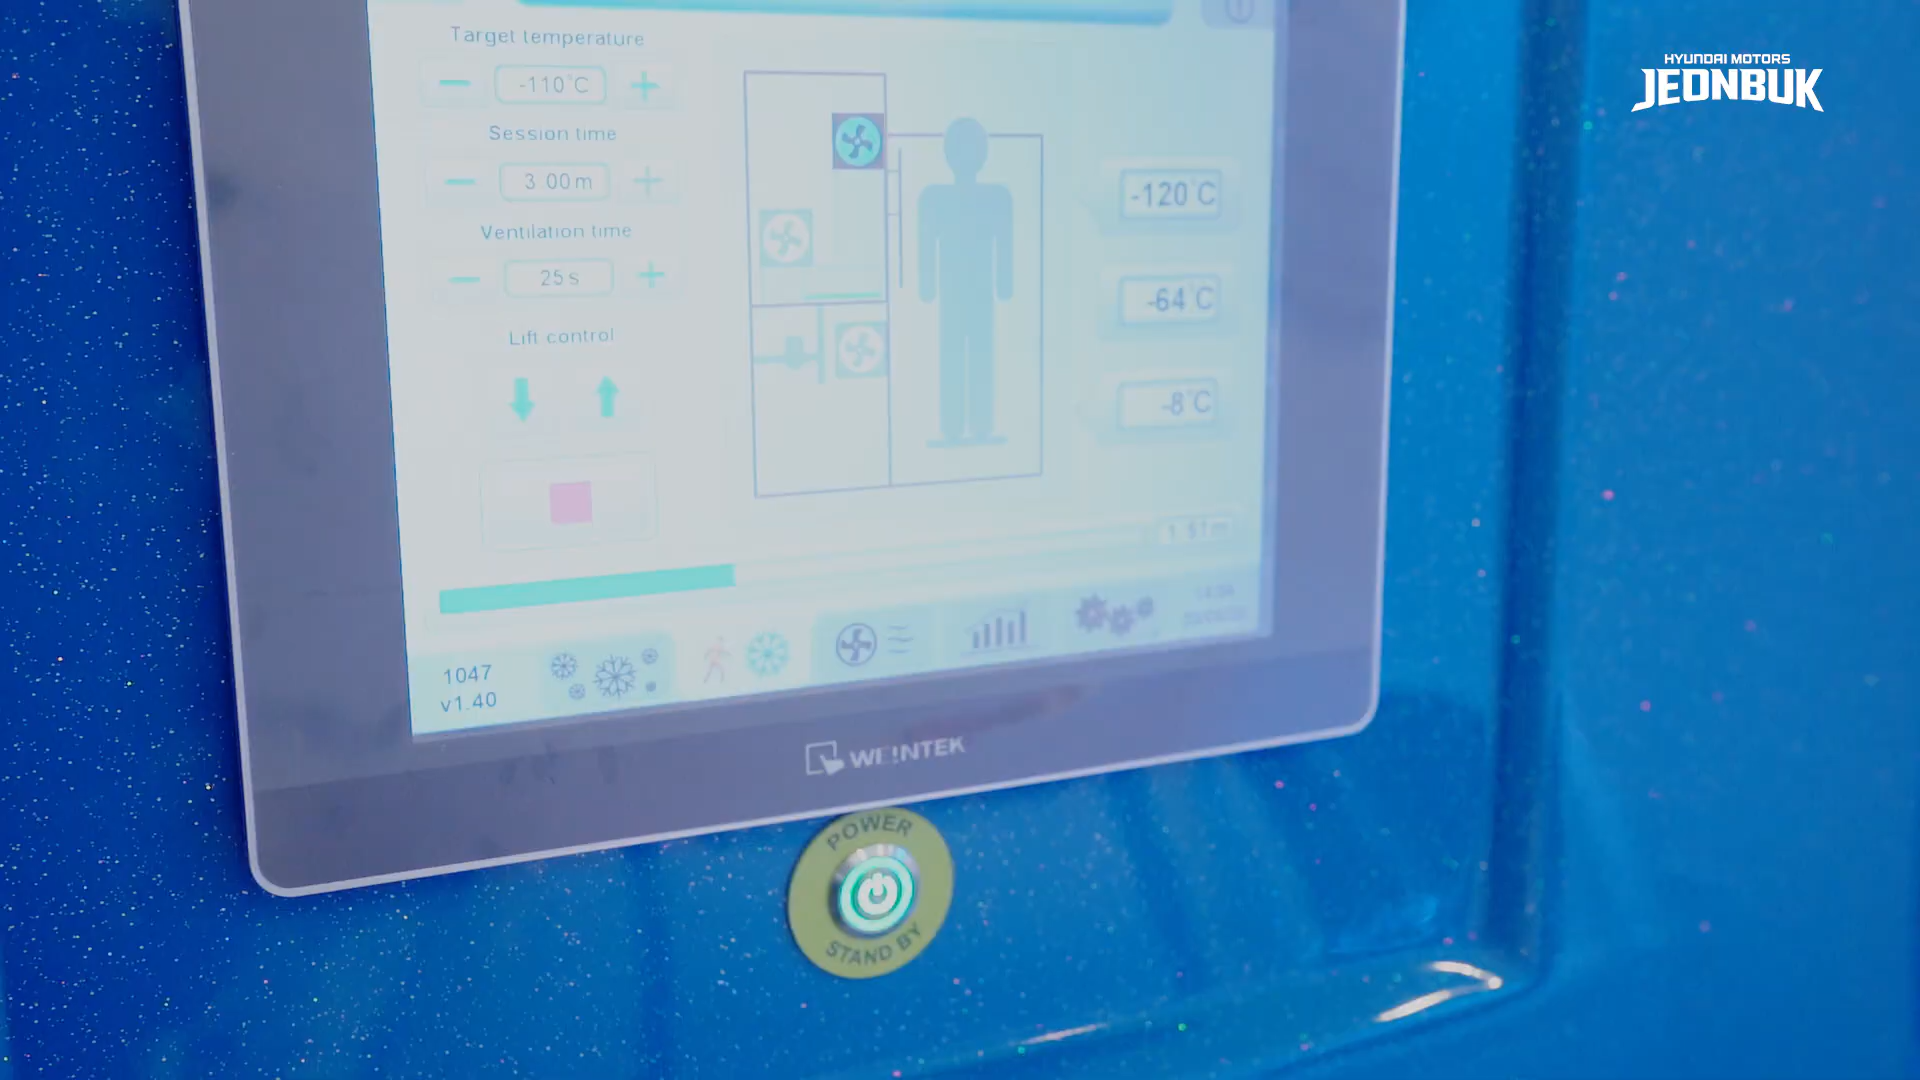 HYUNDAI MOTORS
JEONBUK
Target temperature
-110°C
Session time
3.00m
Ventilation time
25s
Lift control
-120°C
-64°C
-8°C
1047
v1.40
WEINTEK
POWER
STAND BY